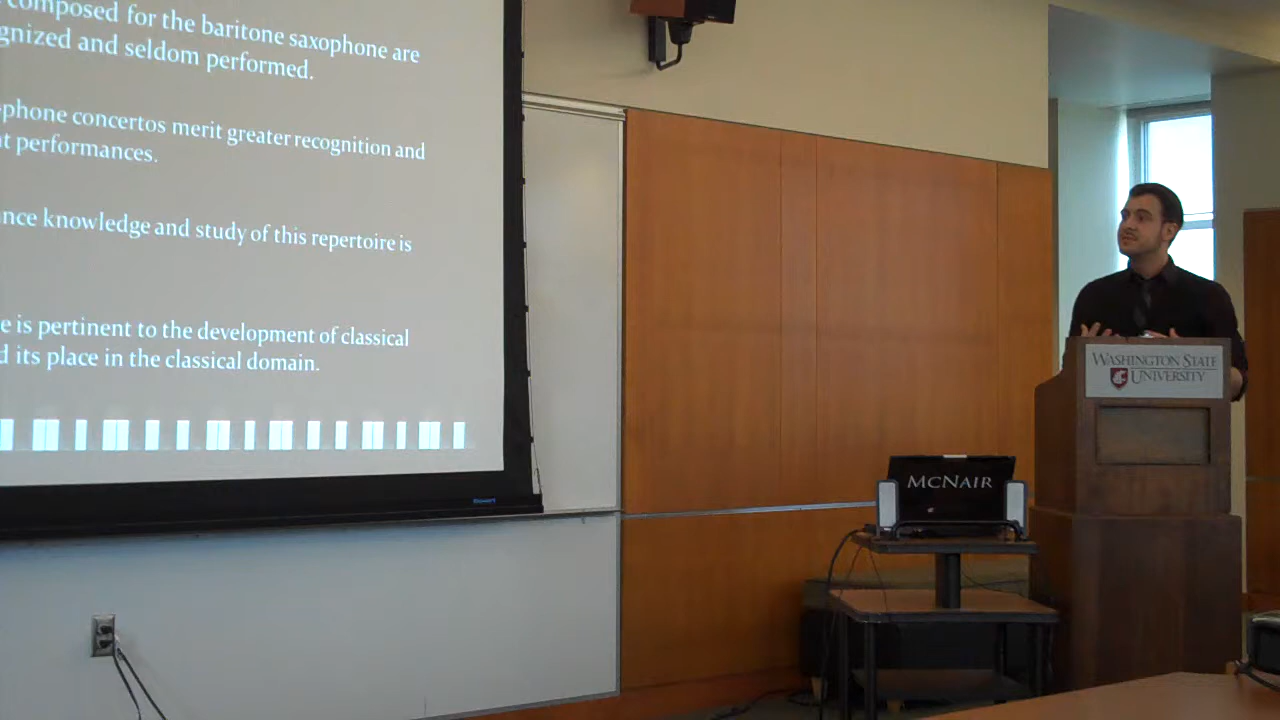 composed for the baritone saxophone are
gnized and seldom performed.
phone concertos merit greater recognition and
t performances.
nce knowledge and study of this repertoire is
e is pertinent to the development of classical
d its place in the classical domain.
WASHINGTON STATE
UNIVERSITY
MCNAIR